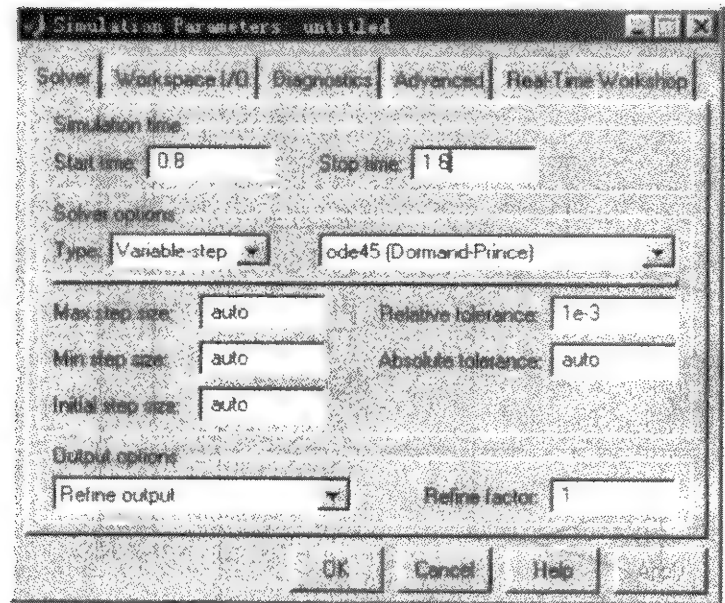 Simulation Parameters: untitled
Solver Workspace I/O Diagnostics Advanced Real-Time Workshop
Simulation time
Start time: 0.8 Stop time: 1.8
Solver options
Type: Variable-step ode45 (Dormand-Prince)
Max step size: auto Relative tolerance: 1e-3
Min step size: auto Absolute tolerance: auto
Initial step size: auto
Output options
Refine output Refine factor: 1
OK Cancel Help Apply